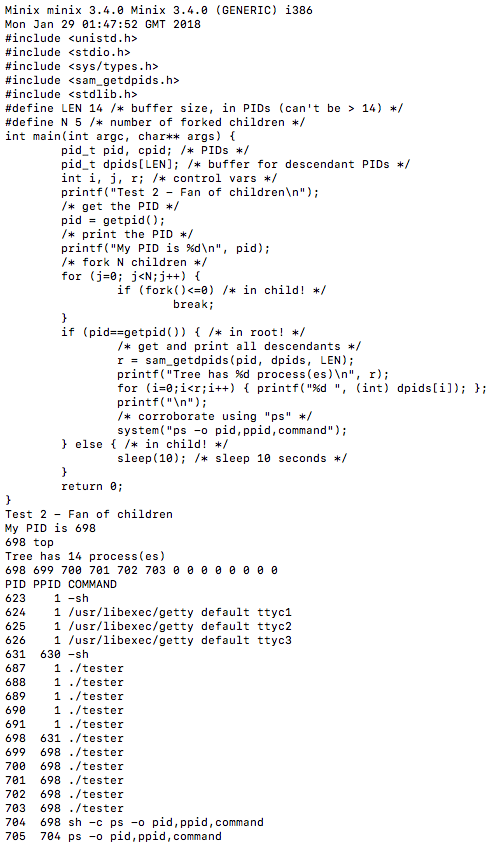 Minix minix 3.4.0 Minix 3.4.0 (GENERIC) i386
Mon Jan 29 01:47:52 GMT 2018
#include <unistd.h>
#include <stdio.h>
#include <sys/types.h>
#include <sam_getdpids.h>
#include <stdlib.h>
#define LEN 14 /* buffer size, in PIDs (can't be > 14) */
#define N 5 /* number of forked children */
int main(int argc, char** args) {
        pid_t pid, cpid; /* PIDs */
        pid_t dpids[LEN]; /* buffer for descendant PIDs */
        int i, j, r; /* control vars */
        printf("Test 2 – Fan of children\n");
        /* get the PID */
        pid = getpid();
        /* print the PID */
        printf("My PID is %d\n", pid);
        /* fork N children */
        for (j=0; j<N;j++) {
                if (fork()<=0) /* in child! */
                        break;
        }
        if (pid==getpid()) { /* in root! */
                /* get and print all descendants */
                r = sam_getdpids(pid, dpids, LEN);
                printf("Tree has %d process(es)\n", r);
                for (i=0;i<r;i++) { printf("%d ", (int) dpids[i]); };
                printf("\n");
                /* corroborate using "ps" */
                system("ps -o pid,ppid,command");
        } else { /* in child! */
                sleep(10); /* sleep 10 seconds */
        }
        return 0;
}
Test 2 – Fan of children
My PID is 698
698 top
Tree has 14 process(es)
698 699 700 701 702 703 0 0 0 0 0 0 0 0
PID PPID COMMAND
623    1 -sh
624    1 /usr/libexec/getty default ttyc1
625    1 /usr/libexec/getty default ttyc2
626    1 /usr/libexec/getty default ttyc3
631  630 -sh
687    1 ./tester
688    1 ./tester
689    1 ./tester
690    1 ./tester
691    1 ./tester
698  631 ./tester
699  698 ./tester
700  698 ./tester
701  698 ./tester
702  698 ./tester
703  698 ./tester
704  698 sh -c ps -o pid,ppid,command
705  704 ps -o pid,ppid,command